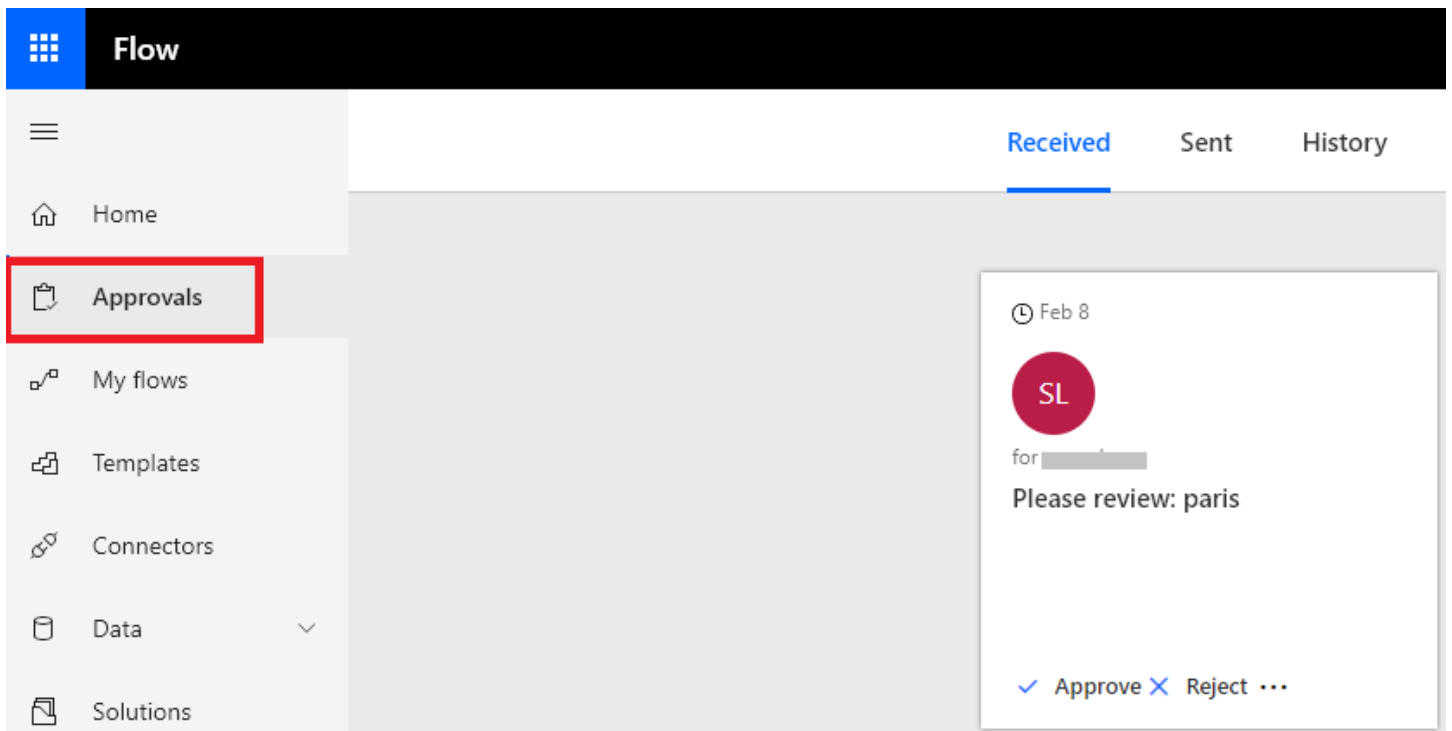 Flow
Received Sent History
Home
Approvals
My flows
Templates
Connectors
Data
Solutions
Feb 8
SL
for
Please review: paris
Approve Reject